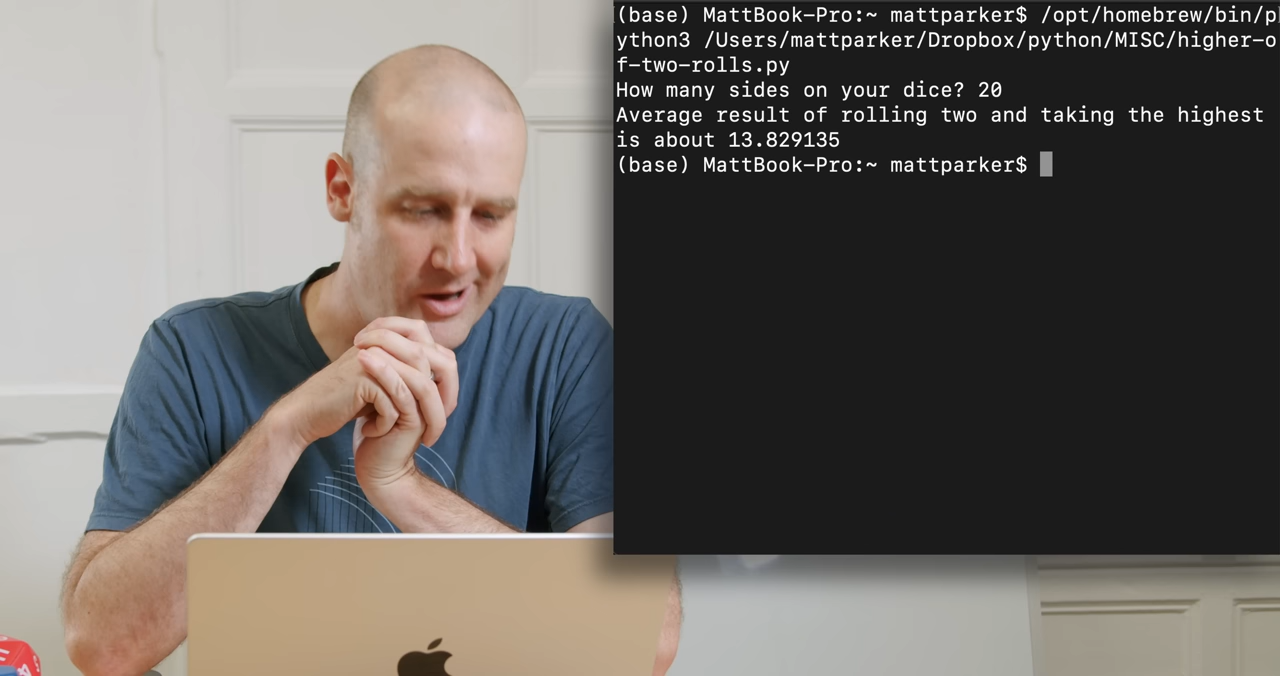 (base) MattBook-Pro:~ mattparker$ /opt/homebrew/bin/p
ython3 /Users/mattparker/Dropbox/python/MISC/higher-o
f-two-rolls.py
How many sides on your dice? 20
Average result of rolling two and taking the highest
is about 13.829135
(base) MattBook-Pro:~ mattparker$